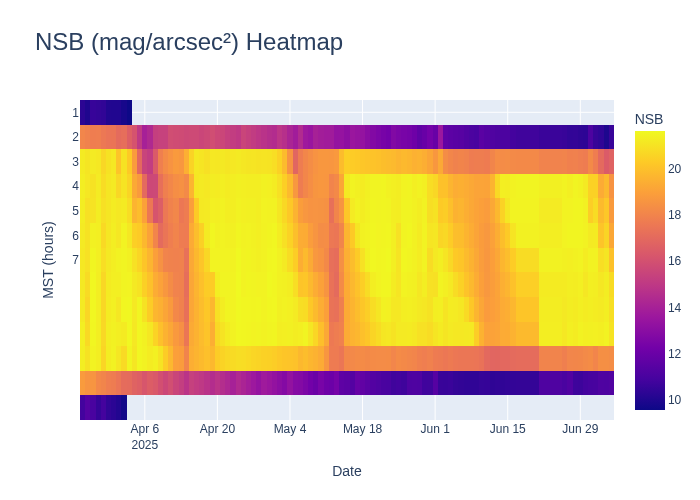 NSB (mag/arcsec²) Heatmap
NSB
1
2
3
4
5
6
7
20
18
16
14
12
10
MST (hours)
Apr 6
2025
Apr 20
May 4
May 18
Jun 1
Jun 15
Jun 29
Date